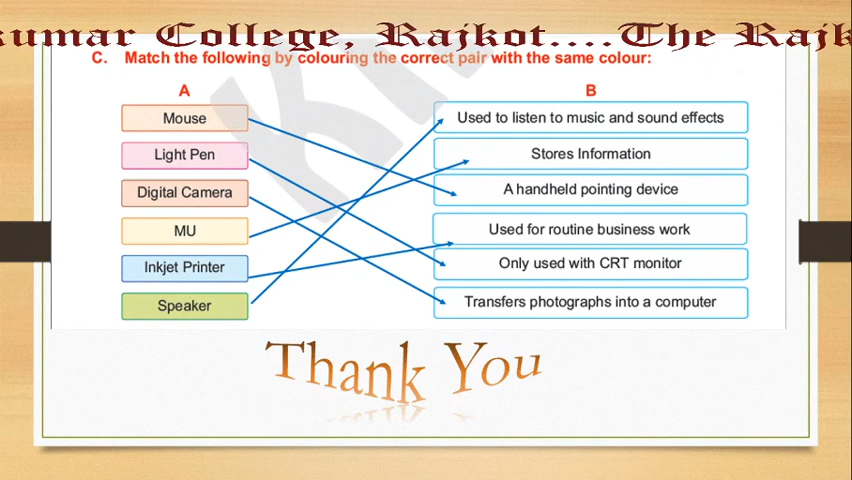 kumar College, Rajkot....The Rajk
C. Match the following by colouring the correct pair with the same colour:
A B
Mouse Used to listen to music and sound effects
Light Pen Stores Information
Digital Camera A handheld pointing device
MU Used for routine business work
Inkjet Printer Only used with CRT monitor
Speaker Transfers photographs into a computer
Thank You